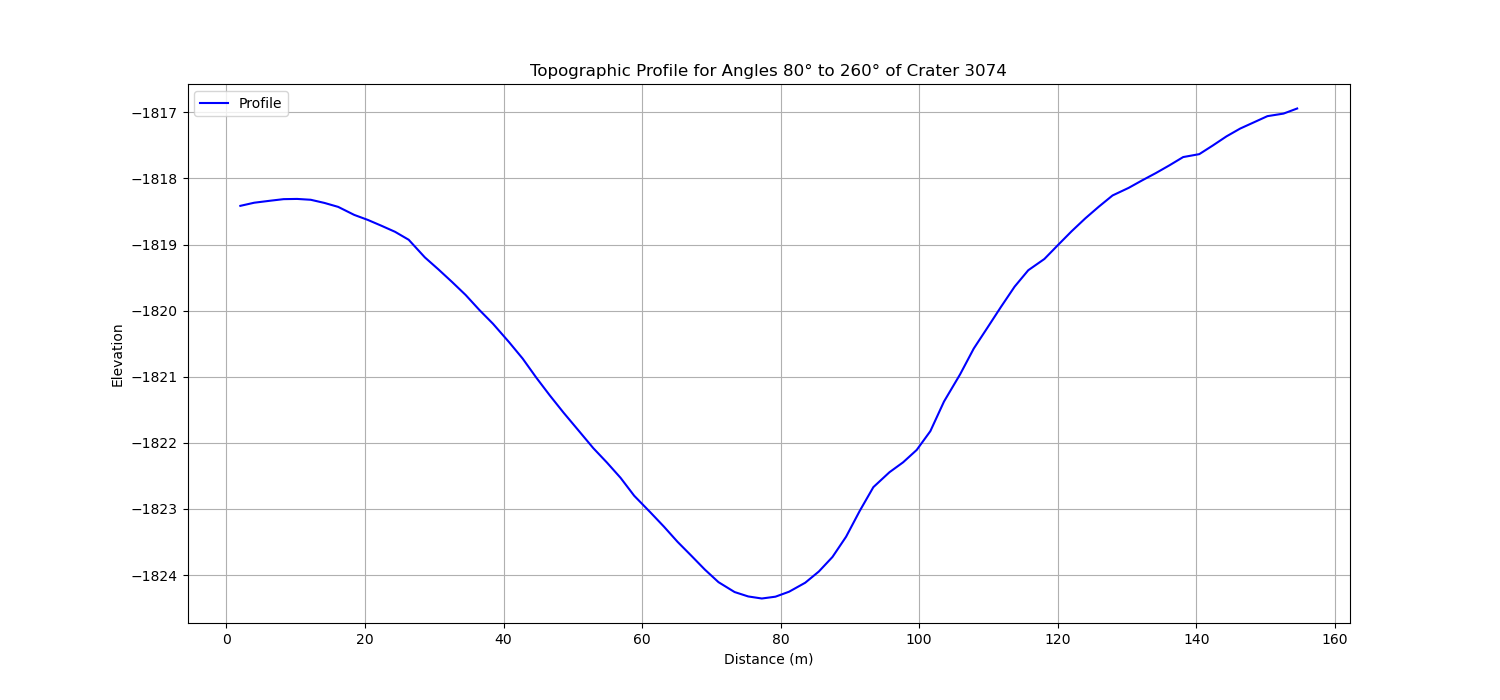 Topographic Profile for Angles 80° to 260° of Crater 3074
Profile
−1817
−1818
−1819
−1820
−1821
−1822
−1823
−1824
Elevation
0 20 40 60 80 100 120 140 160
Distance (m)